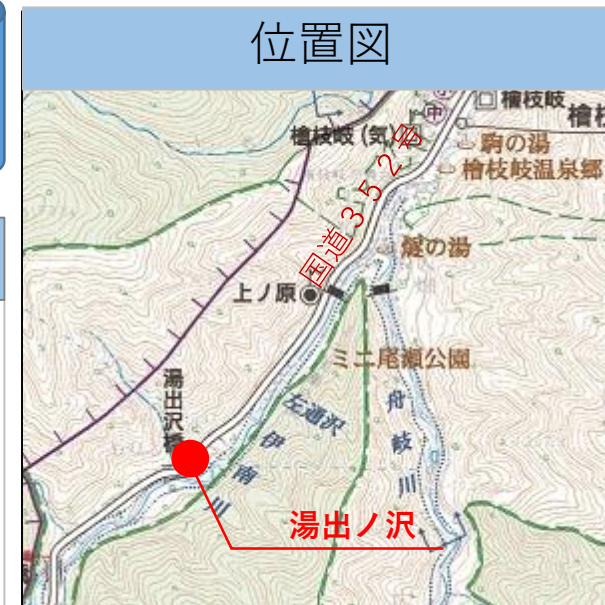 位置図
檜枝岐
中
檜枝岐(気)
駒の湯
檜枝岐温泉郷
国道352号
燧の湯
上ノ原
ミニ尾瀬公園
湯出沢橋
左通沢
舟岐川
伊南川
湯出ノ沢